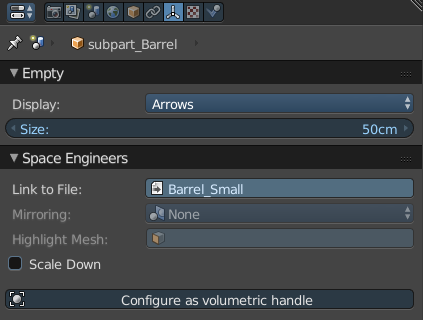 subpart_Barrel
Empty
Display: Arrows
Size: 50cm
Space Engineers
Link to File: Barrel_Small
Mirroring: None
Highlight Mesh:
Scale Down
Configure as volumetric handle